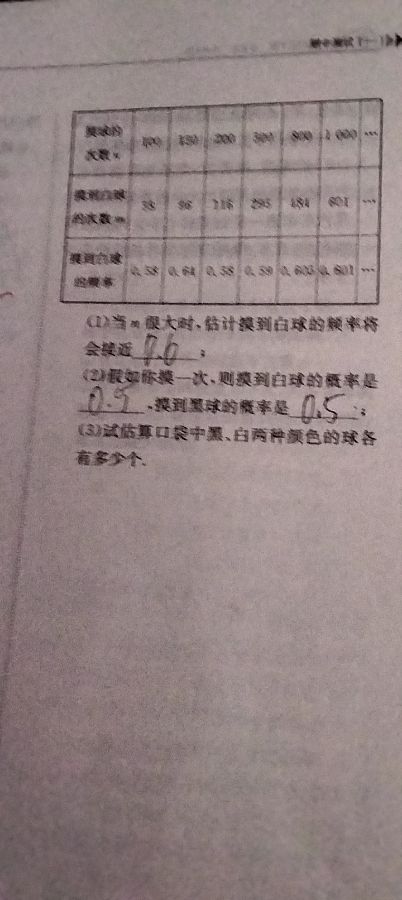 期中测试(一)
摸球的次数n 100 150 200 500 800 1 000 …
摸到白球的次数m 58 96 116 295 484 601 …
摸到白球的概率 0.58 0.64 0.58 0.59 0.605 0.601 …
(1)当n很大时,估计摸到白球的频率将
会接近 0.6 ;
(2)假如你摸一次,则摸到白球的概率是
0.5 ,摸到黑球的概率是 0.5 ;
(3)试估算口袋中黑、白两种颜色的球各
有多少个.